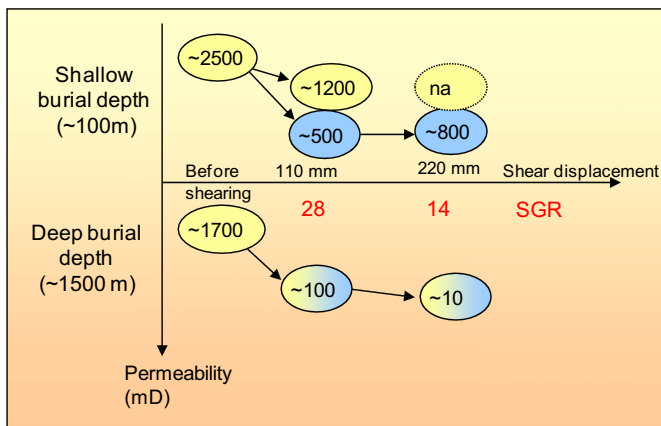 Shallow
burial depth
(~100m)
~2500
~1200
na
~500
~800
Before
shearing
110 mm
220 mm
Shear displacement
28
14
SGR
Deep burial
depth
(~1500 m)
~1700
~100
~10
Permeability
(mD)